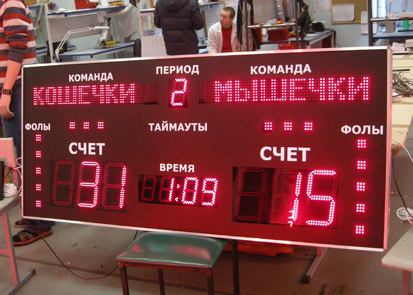 КОМАНДА ПЕРИОД КОМАНДА
КОШЕЧКИ 2 МЫШЕЧКИ
ФОЛЫ ТАЙМАУТЫ ФОЛЫ
СЧЕТ ВРЕМЯ СЧЕТ
31 1:09 15